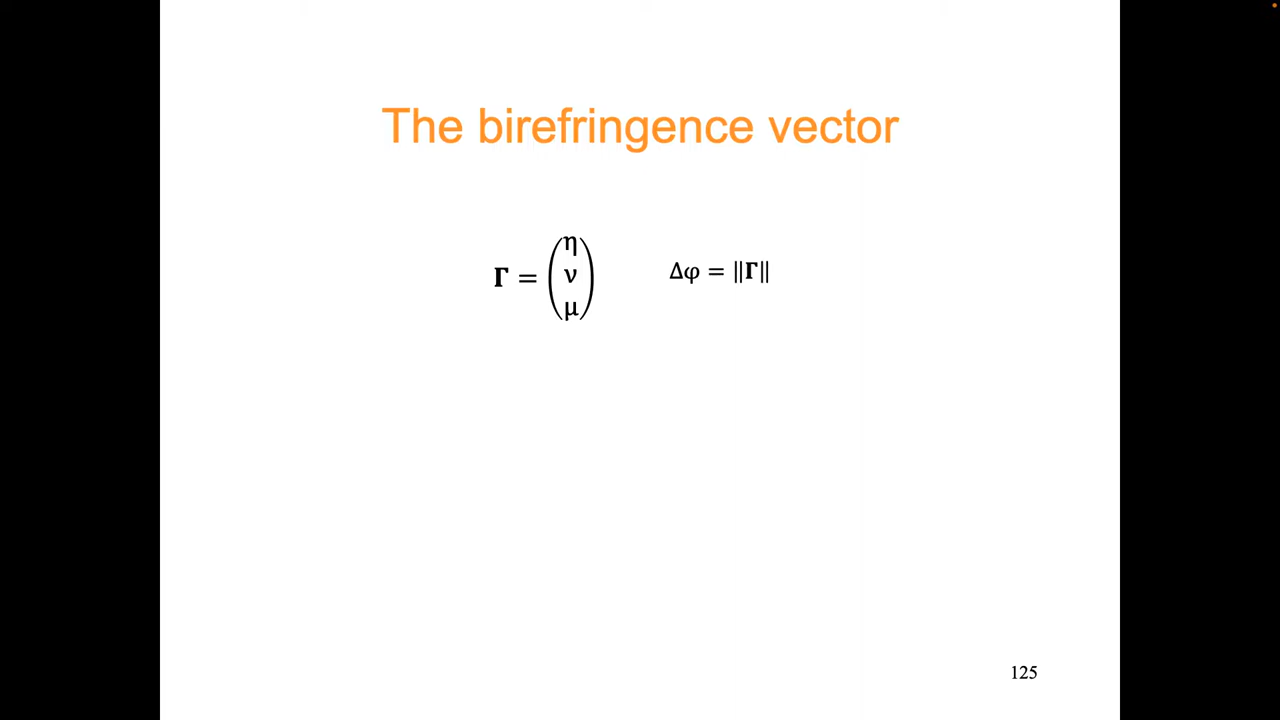 The birefringence vector
𝚪 = (η ν μ) Δφ = ‖𝚪‖
125